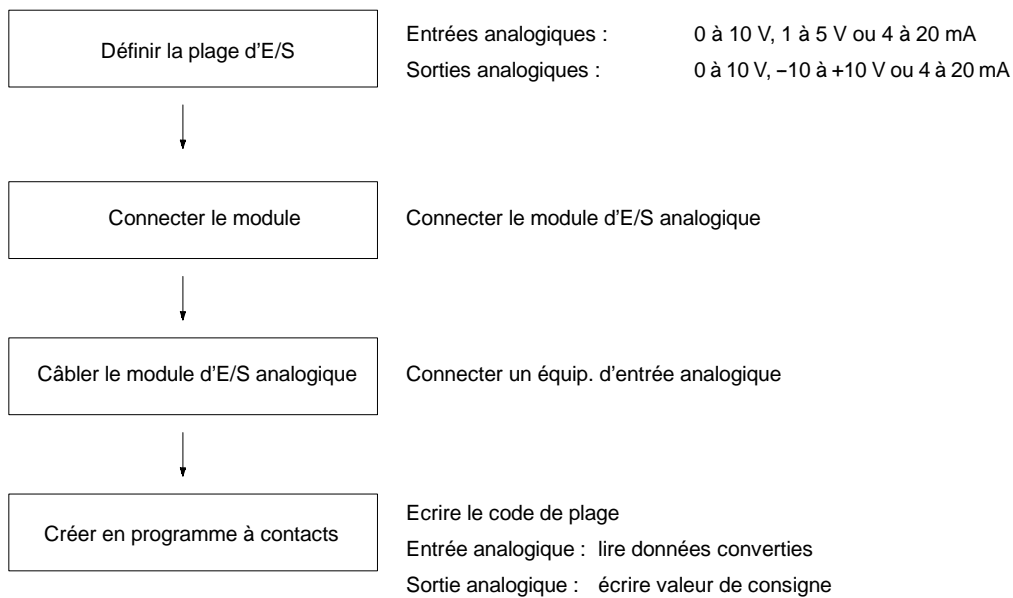 Définir la plage d’E/S
Entrées analogiques : 0 à 10 V, 1 à 5 V ou 4 à 20 mA
Sorties analogiques : 0 à 10 V, –10 à +10 V ou 4 à 20 mA
Connecter le module
Connecter le module d’E/S analogique
Câbler le module d’E/S analogique
Connecter un équip. d’entrée analogique
Créer en programme à contacts
Ecrire le code de plage
Entrée analogique : lire données converties
Sortie analogique : écrire valeur de consigne